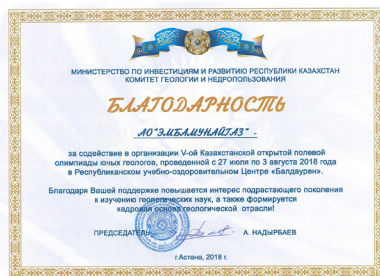 МИНИСТЕРСТВО ПО ИНВЕСТИЦИЯМ И РАЗВИТИЮ РЕСПУБЛИКИ КАЗАХСТАН
КОМИТЕТ ГЕОЛОГИИ И НЕДРОПОЛЬЗОВАНИЯ
БЛАГОДАРНОСТЬ
АО"ЭМБАМУНАЙГАЗ" -
за содействие в организации V-ой Казахстанской открытой полевой
олимпиады юных геологов, проведенной с 27 июля по 3 августа 2018 года
в Республиканском учебно-оздоровительном Центре «Балдаурен».
Благодаря Вашей поддержке повышается интерес подрастающего поколения
к изучению геологических наук, а также формируется
кадровая основа геологической отрасли!
ПРЕДСЕДАТЕЛЬ А. НАДЫРБАЕВ
г.Астана, 2018 г.